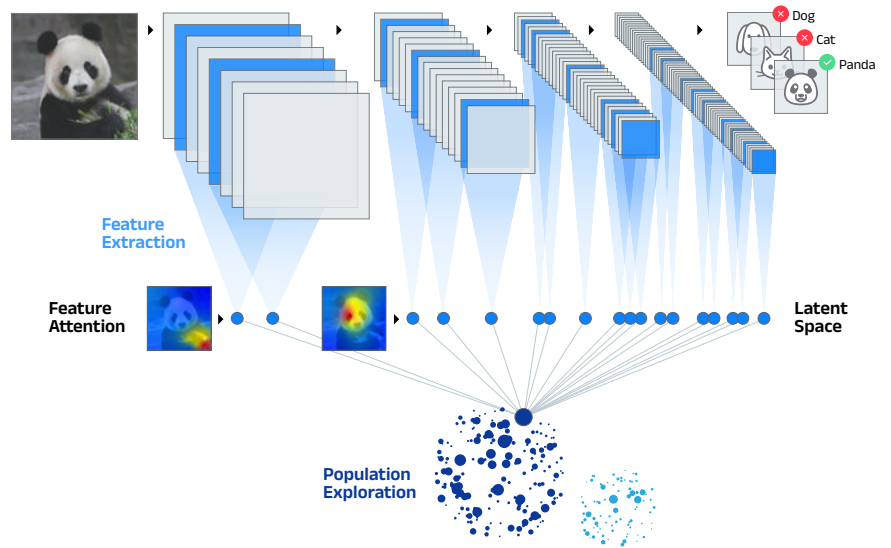 Dog
Cat
Panda
Feature
Extraction
Feature
Attention
Latent
Space
Population
Exploration